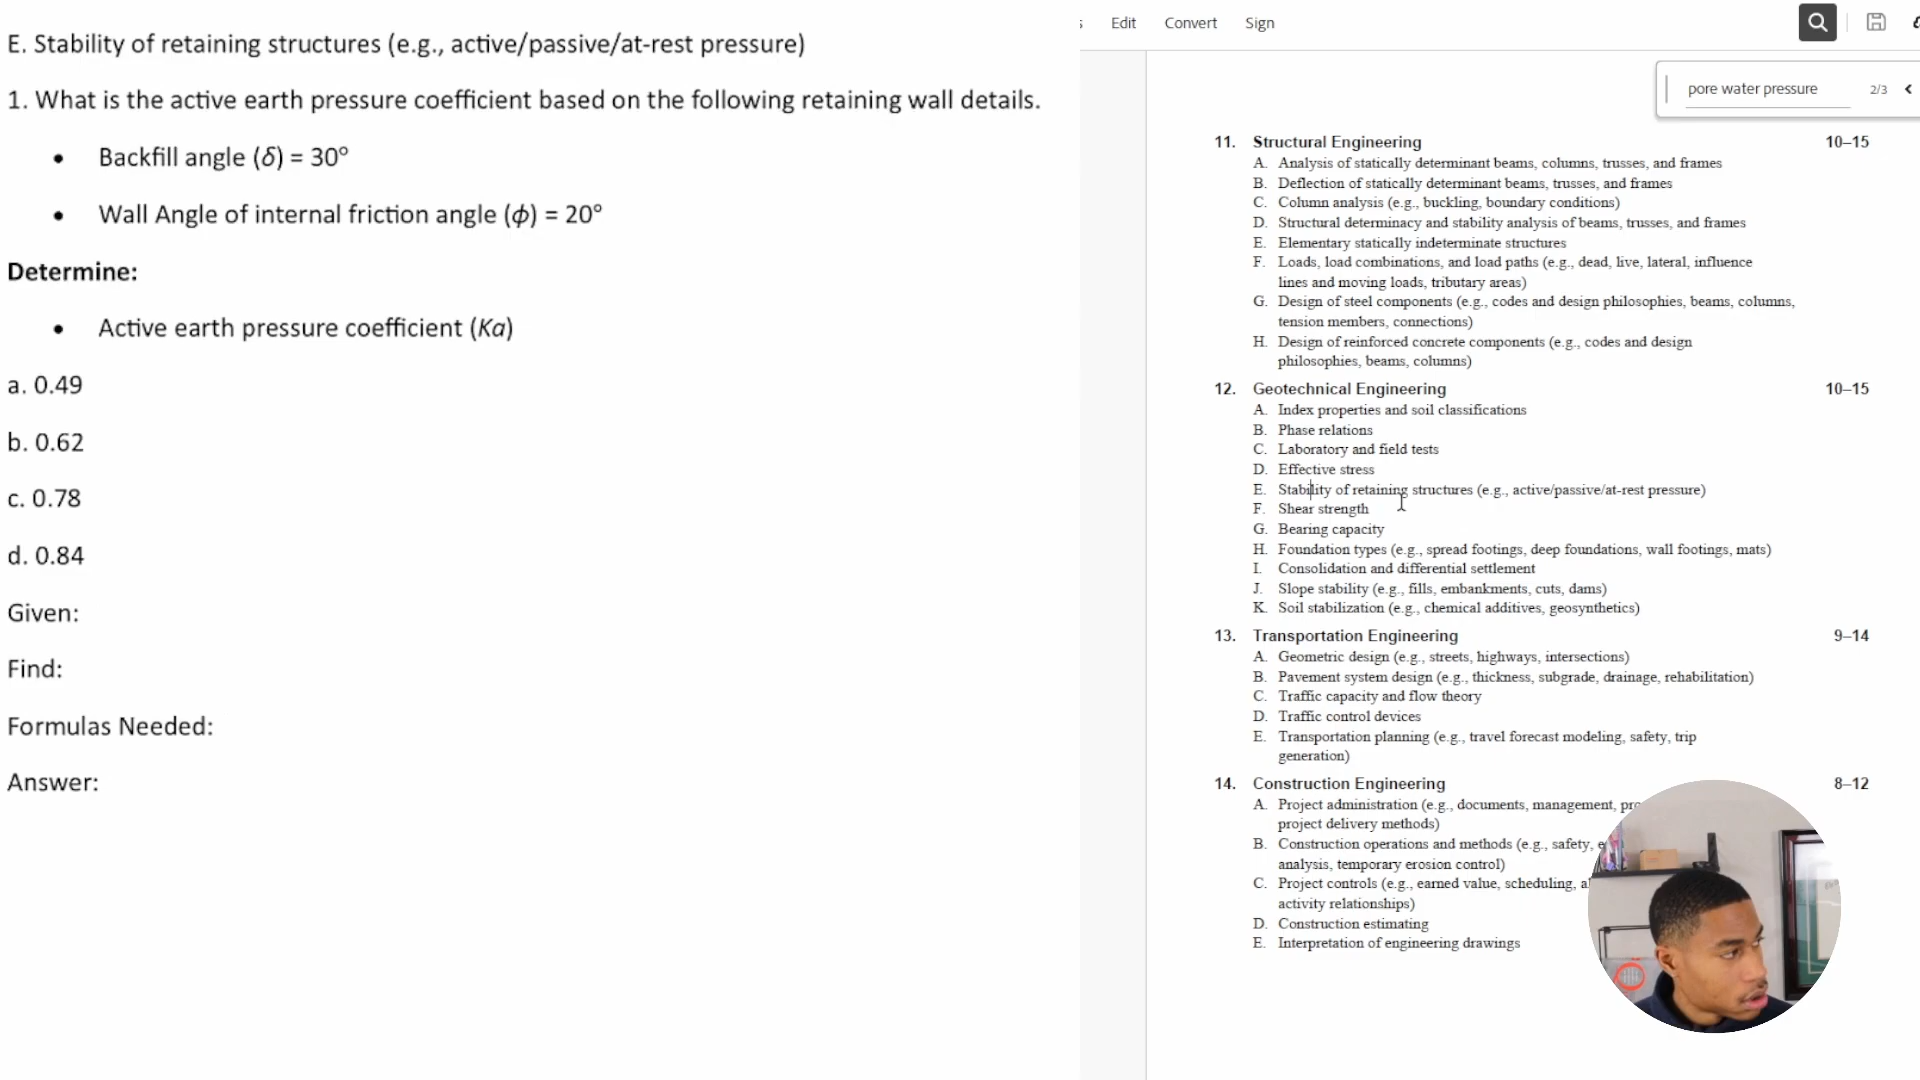 E. Stability of retaining structures (e.g., active/passive/at-rest pressure)
1. What is the active earth pressure coefficient based on the following retaining wall details.
• Backfill angle (δ) = 30°
• Wall Angle of internal friction angle (ϕ) = 20°
Determine:
• Active earth pressure coefficient (Ka)
a. 0.49
b. 0.62
c. 0.78
d. 0.84
Given:
Find:
Formulas Needed:
Answer:
Edit Convert Sign
pore water pressure 2/3
11. Structural Engineering 10–15
A. Analysis of statically determinant beams, columns, trusses, and frames
B. Deflection of statically determinant beams, trusses, and frames
C. Column analysis (e.g., buckling, boundary conditions)
D. Structural determinacy and stability analysis of beams, trusses, and frames
E. Elementary statically indeterminate structures
F. Loads, load combinations, and load paths (e.g., dead, live, lateral, influence
lines and moving loads, tributary areas)
G. Design of steel components (e.g., codes and design philosophies, beams, columns,
tension members, connections)
H. Design of reinforced concrete components (e.g., codes and design
philosophies, beams, columns)
12. Geotechnical Engineering 10–15
A. Index properties and soil classifications
B. Phase relations
C. Laboratory and field tests
D. Effective stress
E. Stability of retaining structures (e.g., active/passive/at-rest pressure)
F. Shear strength
G. Bearing capacity
H. Foundation types (e.g., spread footings, deep foundations, wall footings, mats)
I. Consolidation and differential settlement
J. Slope stability (e.g., fills, embankments, cuts, dams)
K. Soil stabilization (e.g., chemical additives, geosynthetics)
13. Transportation Engineering 9–14
A. Geometric design (e.g., streets, highways, intersections)
B. Pavement system design (e.g., thickness, subgrade, drainage, rehabilitation)
C. Traffic capacity and flow theory
D. Traffic control devices
E. Transportation planning (e.g., travel forecast modeling, safety, trip
generation)
14. Construction Engineering 8–12
A. Project administration (e.g., documents, management,
project delivery methods)
B. Construction operations and methods (e.g., safety,
analysis, temporary erosion control)
C. Project controls (e.g., earned value, scheduling,
activity relationships)
D. Construction estimating
E. Interpretation of engineering drawings